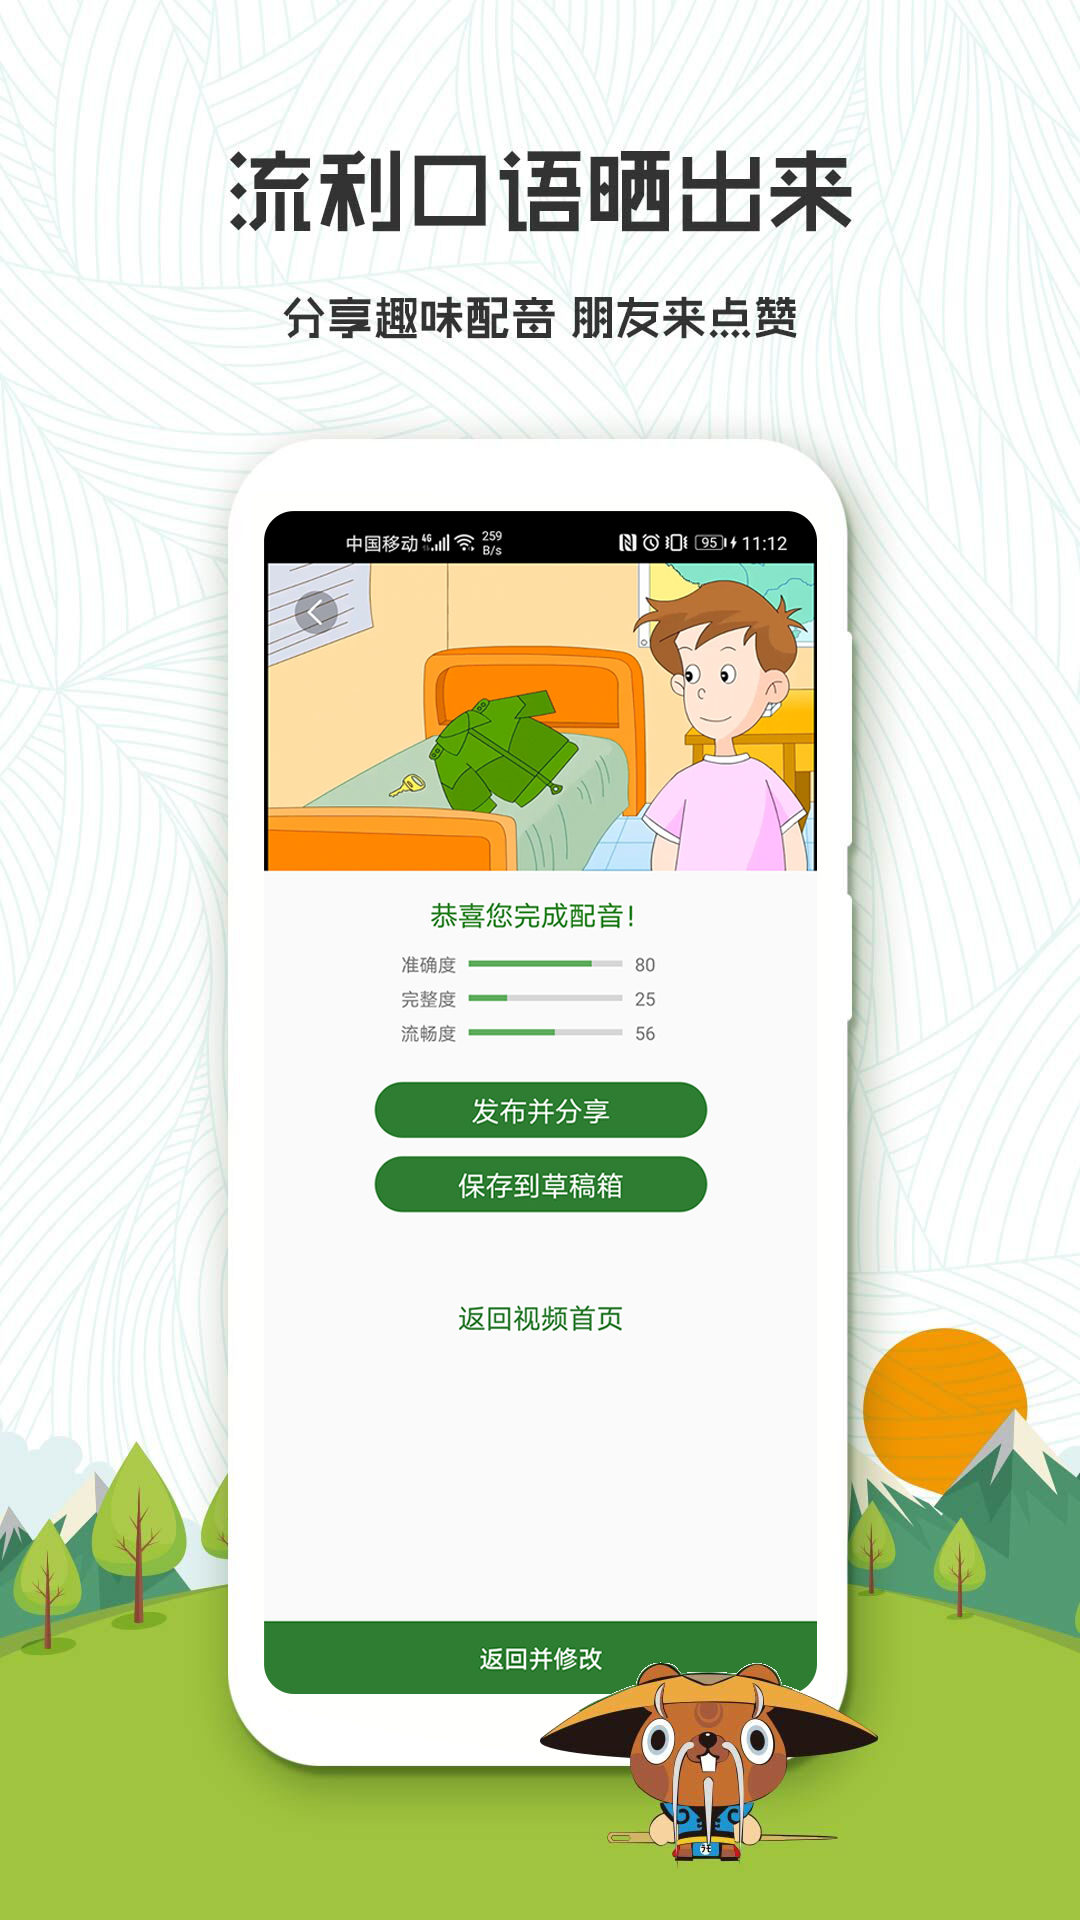 流利口语晒出来
分享趣味配音 朋友来点赞
中国移动 4G 259 B/s 95 11:12
恭喜您完成配音!
准确度 80
完整度 25
流畅度 56
发布并分享
保存到草稿箱
返回视频首页
返回并修改